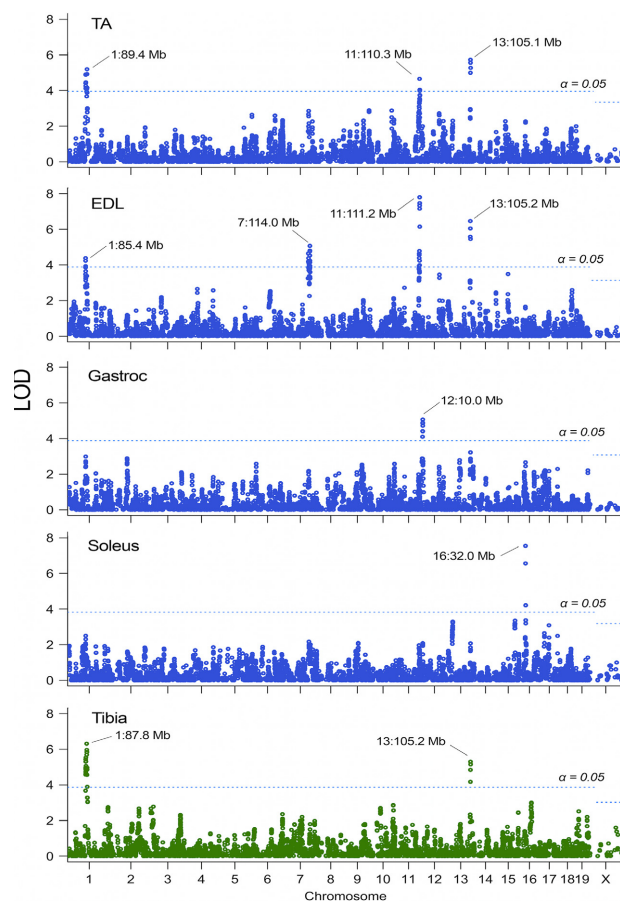 TA
1:89.4 Mb
11:110.3 Mb
13:105.1 Mb
α = 0.05
8
6
4
2
0
EDL
1:85.4 Mb
7:114.0 Mb
11:111.2 Mb
13:105.2 Mb
α = 0.05
8
6
4
2
0
Gastroc
12:10.0 Mb
α = 0.05
8
6
4
2
0
LOD
Soleus
16:32.0 Mb
α = 0.05
8
6
4
2
0
Tibia
1:87.8 Mb
13:105.2 Mb
α = 0.05
8
6
4
2
0
1 2 3 4 5 6 7 8 9 10 11 12 13 14 15 16 17 18 19 X
Chromosome